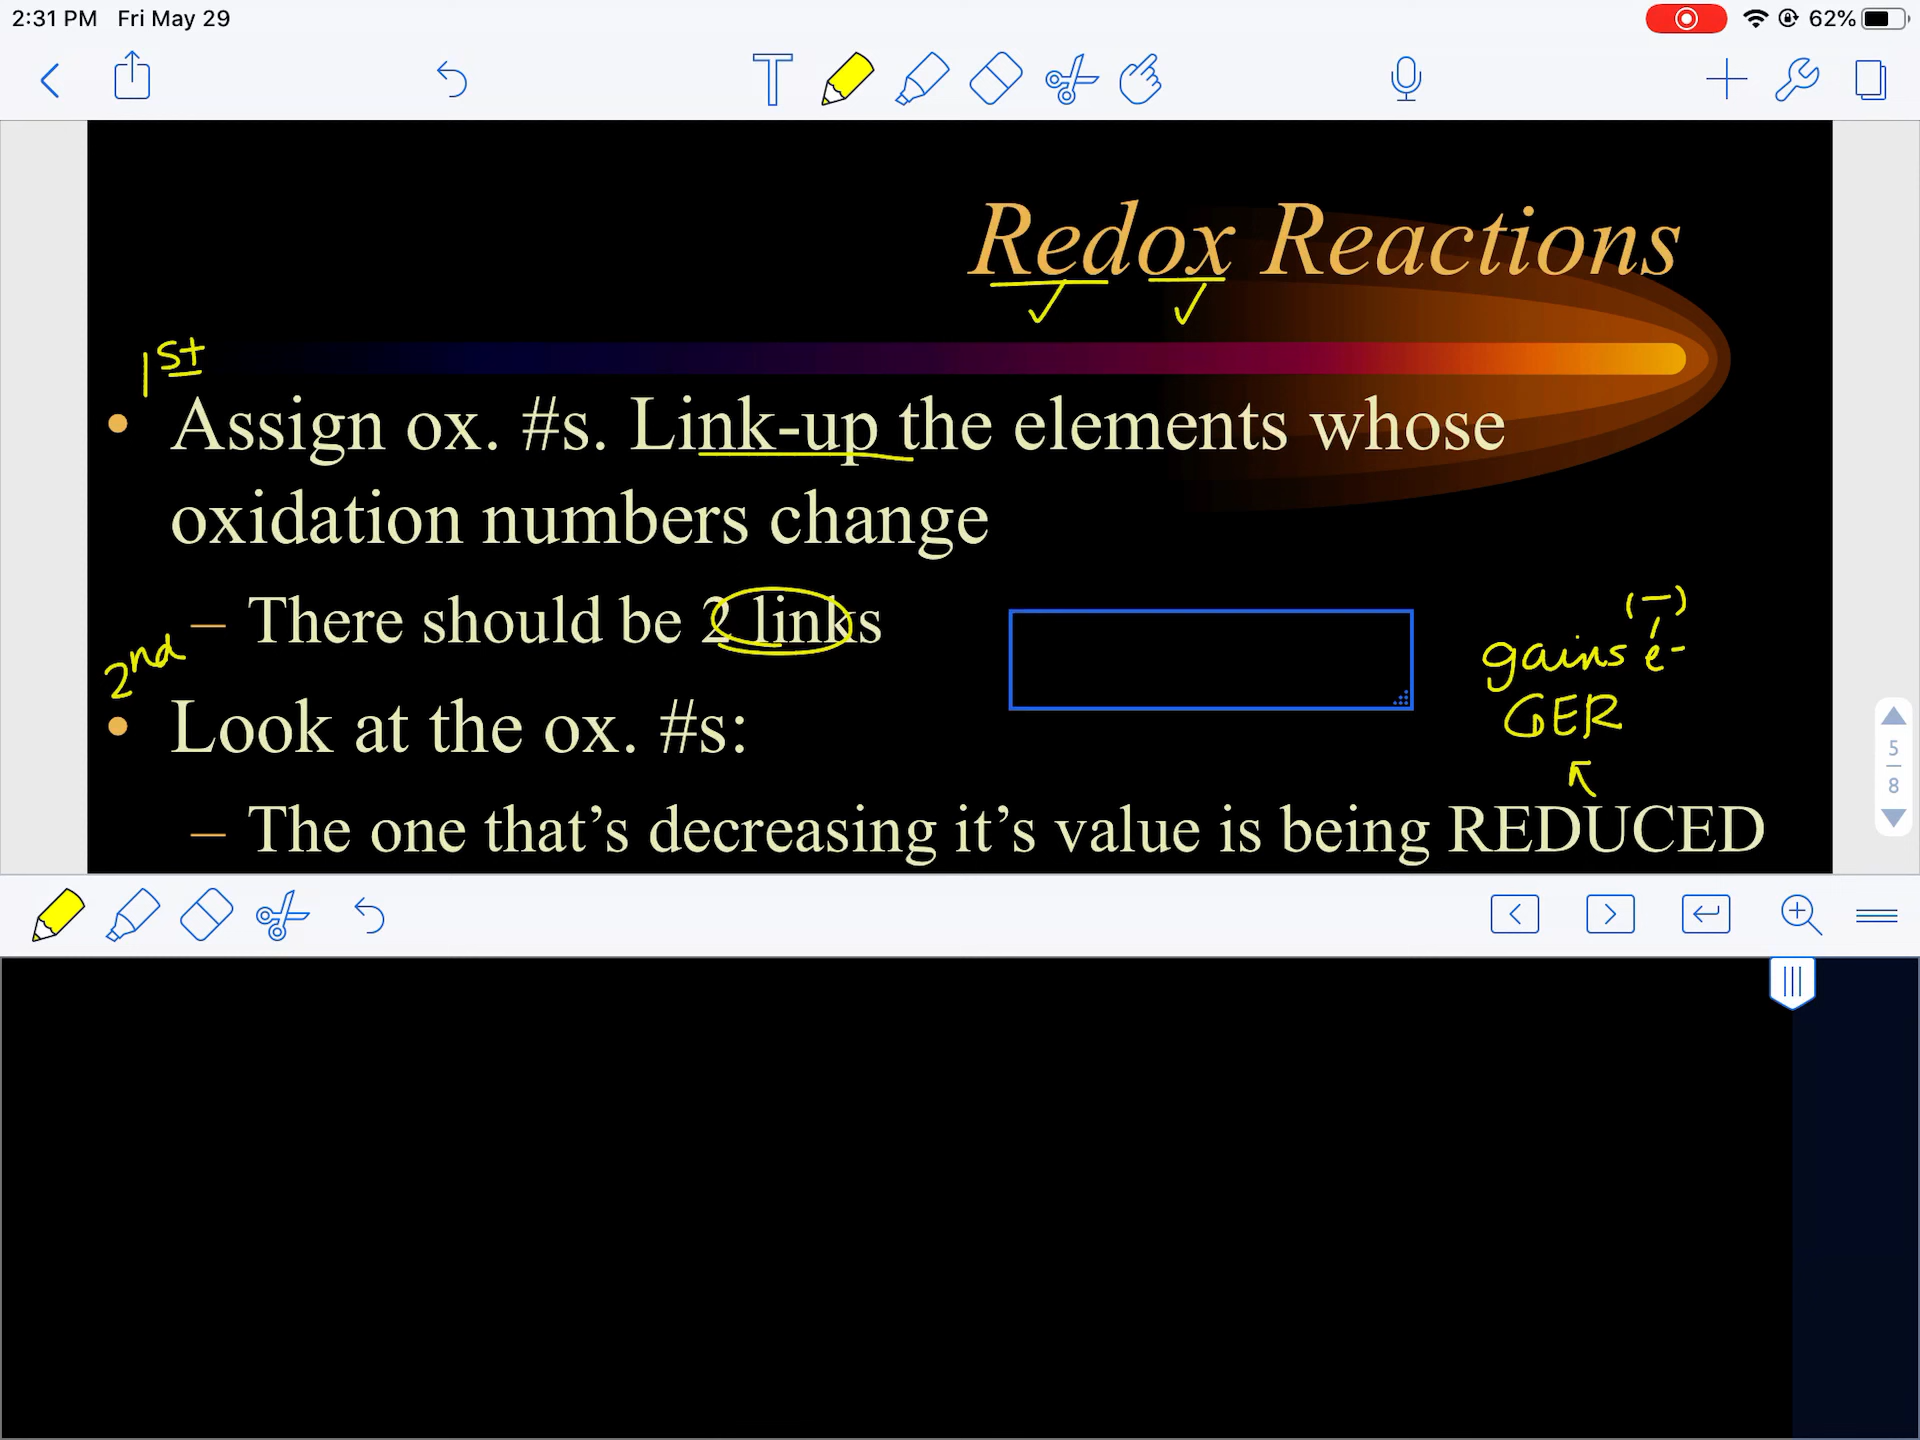 2:31 PM Fri May 29
62%
Redox Reactions
1st
• Assign ox. #s. Link-up the elements whose
oxidation numbers change
– There should be 2 links
(-)
gains e-
2nd
GER
• Look at the ox. #s:
– The one that’s decreasing it’s value is being REDUCED
5
8